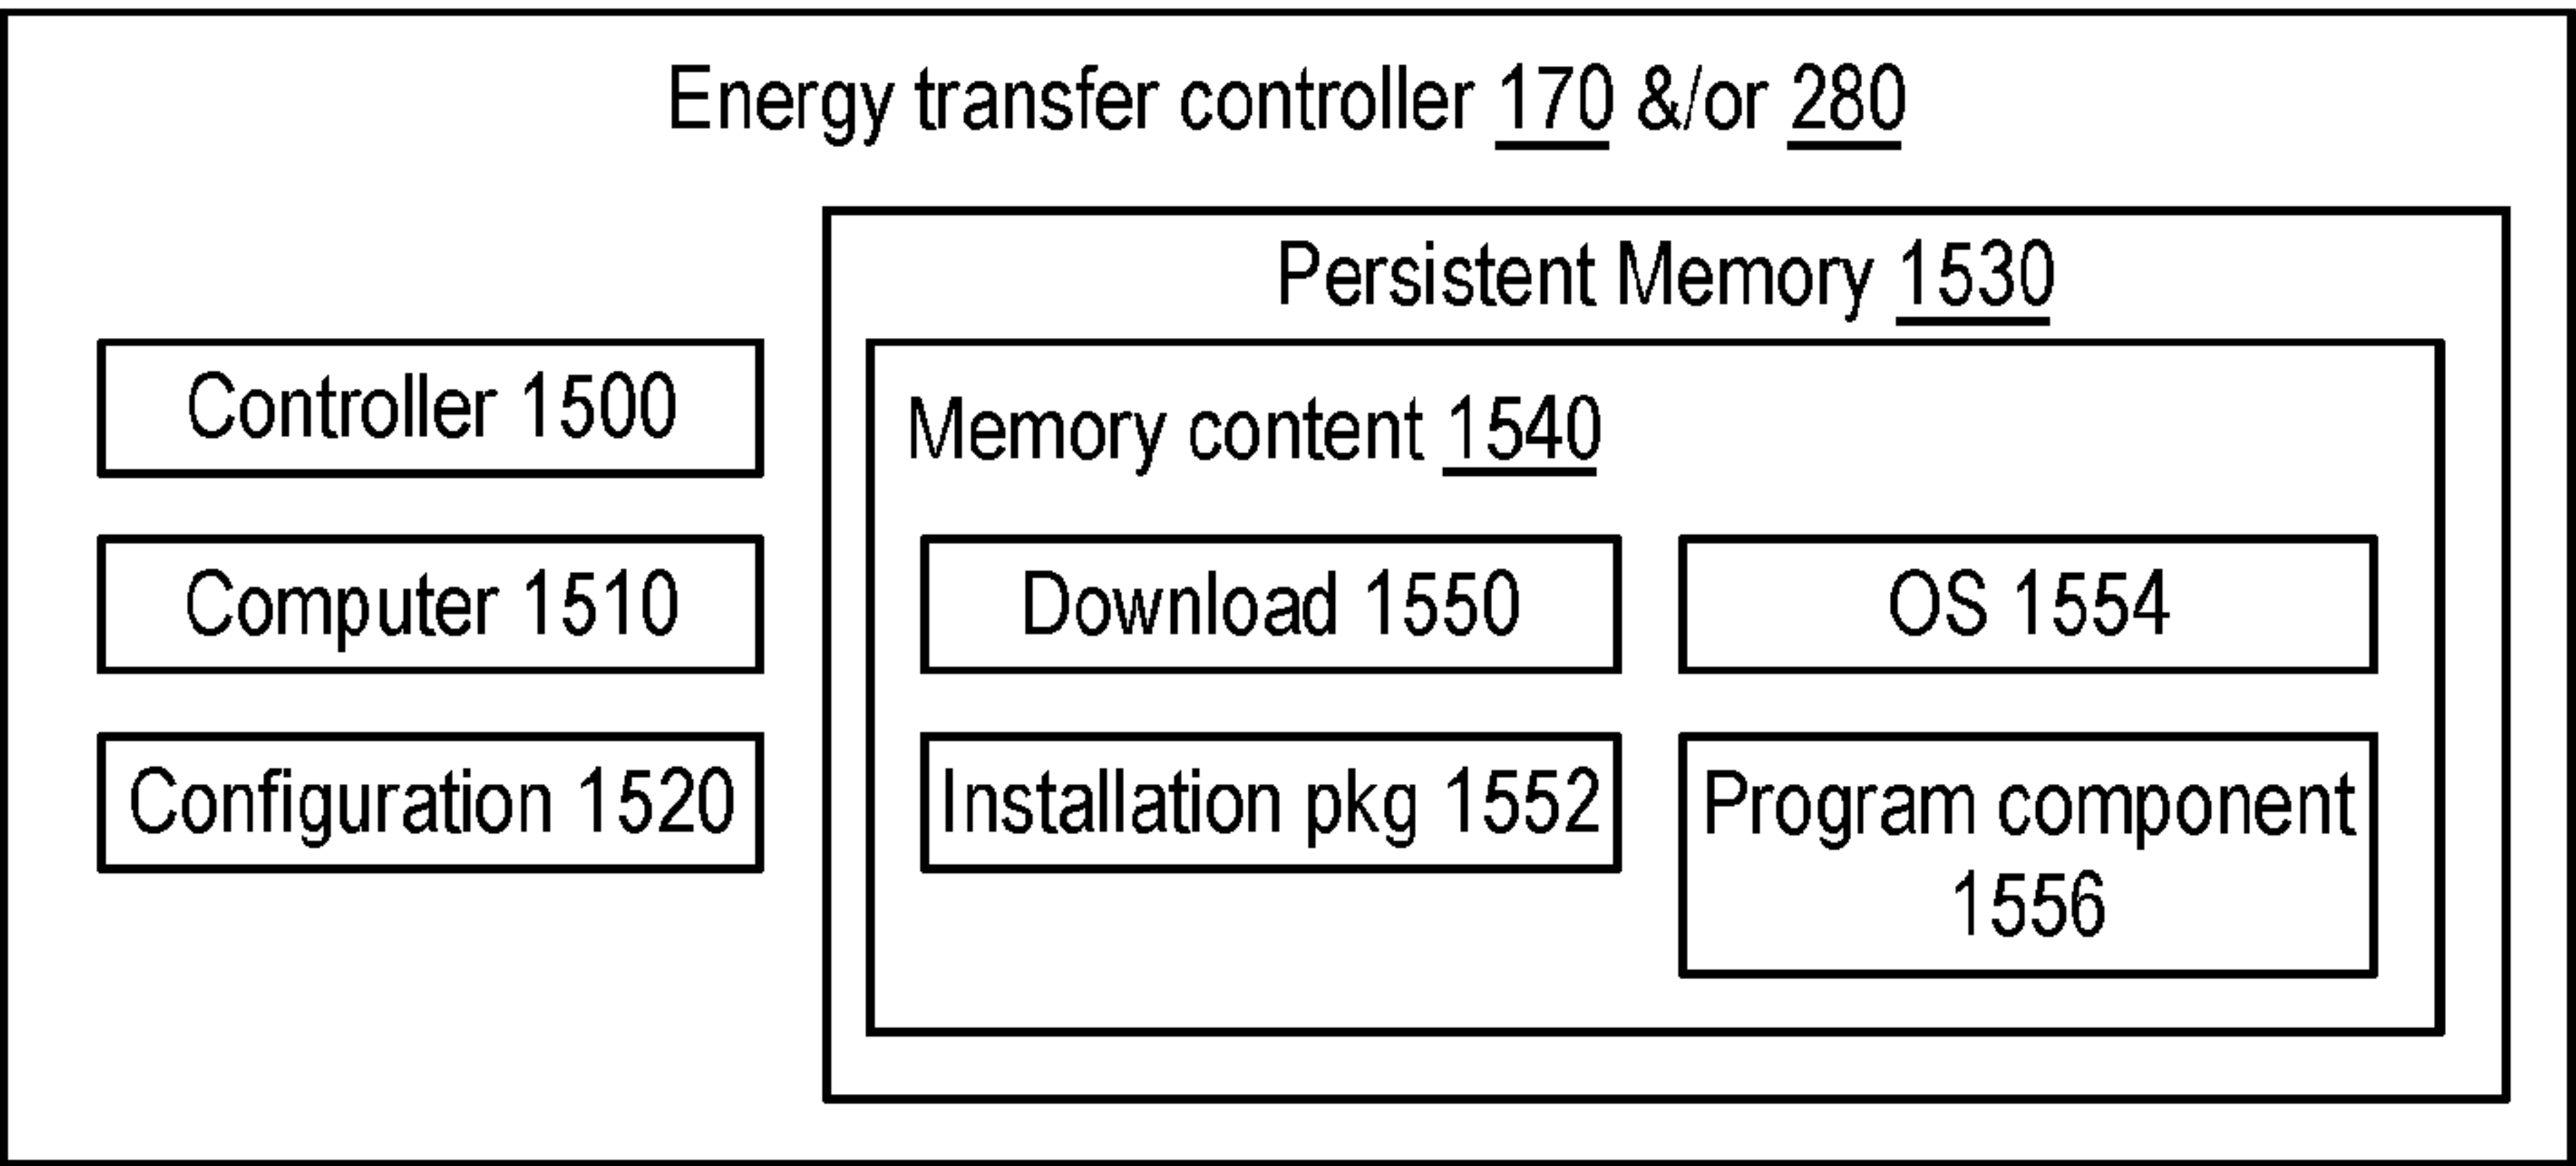 Energy transfer controller 170 &/or 280
Persistent Memory 1530
Controller 1500
Computer 1510
Configuration 1520
Memory content 1540
Download 1550
OS 1554
Installation pkg 1552
Program component
1556